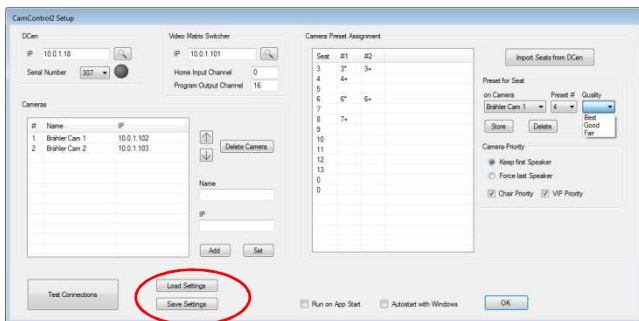 CamControl2 Setup
DCen
IP 10.0.1.18
Serial Number 307
Video Matrix Switcher
IP 10.0.1.101
Home Input Channel 0
Program Output Channel 16
Cameras
# Name IP
1 Brähler Cam 1 10.0.1.102
2 Brähler Cam 2 10.0.1.103
Delete Camera
Name
IP
Add Set
Camera Preset Assignment
Seat #1 #2
3 3* 3+
4 4+
5
6 6* 6+
7
8 7+
9
10
11
12
13
0
0
Import Seats from DCen
Preset for Seat
on Camera Preset # Quality
Brähler Cam 1 4
Best
Good
Fair
Store Delete
Camera-Priority
Keep first Speaker
Force last Speaker
Chair Priority VIP Priority
Test Connections
Load Settings
Save Settings
Run on App Start Autostart with Windows OK